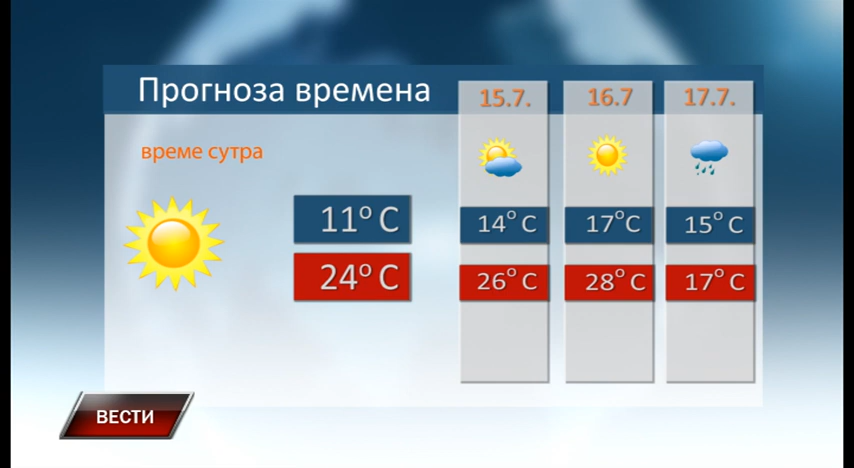 Прогноза времена
време сутра
11° C
24° C
15.7.
14° C
26° C
16.7
17°C
28° C
17.7.
15° C
17° C
ВЕСТИ